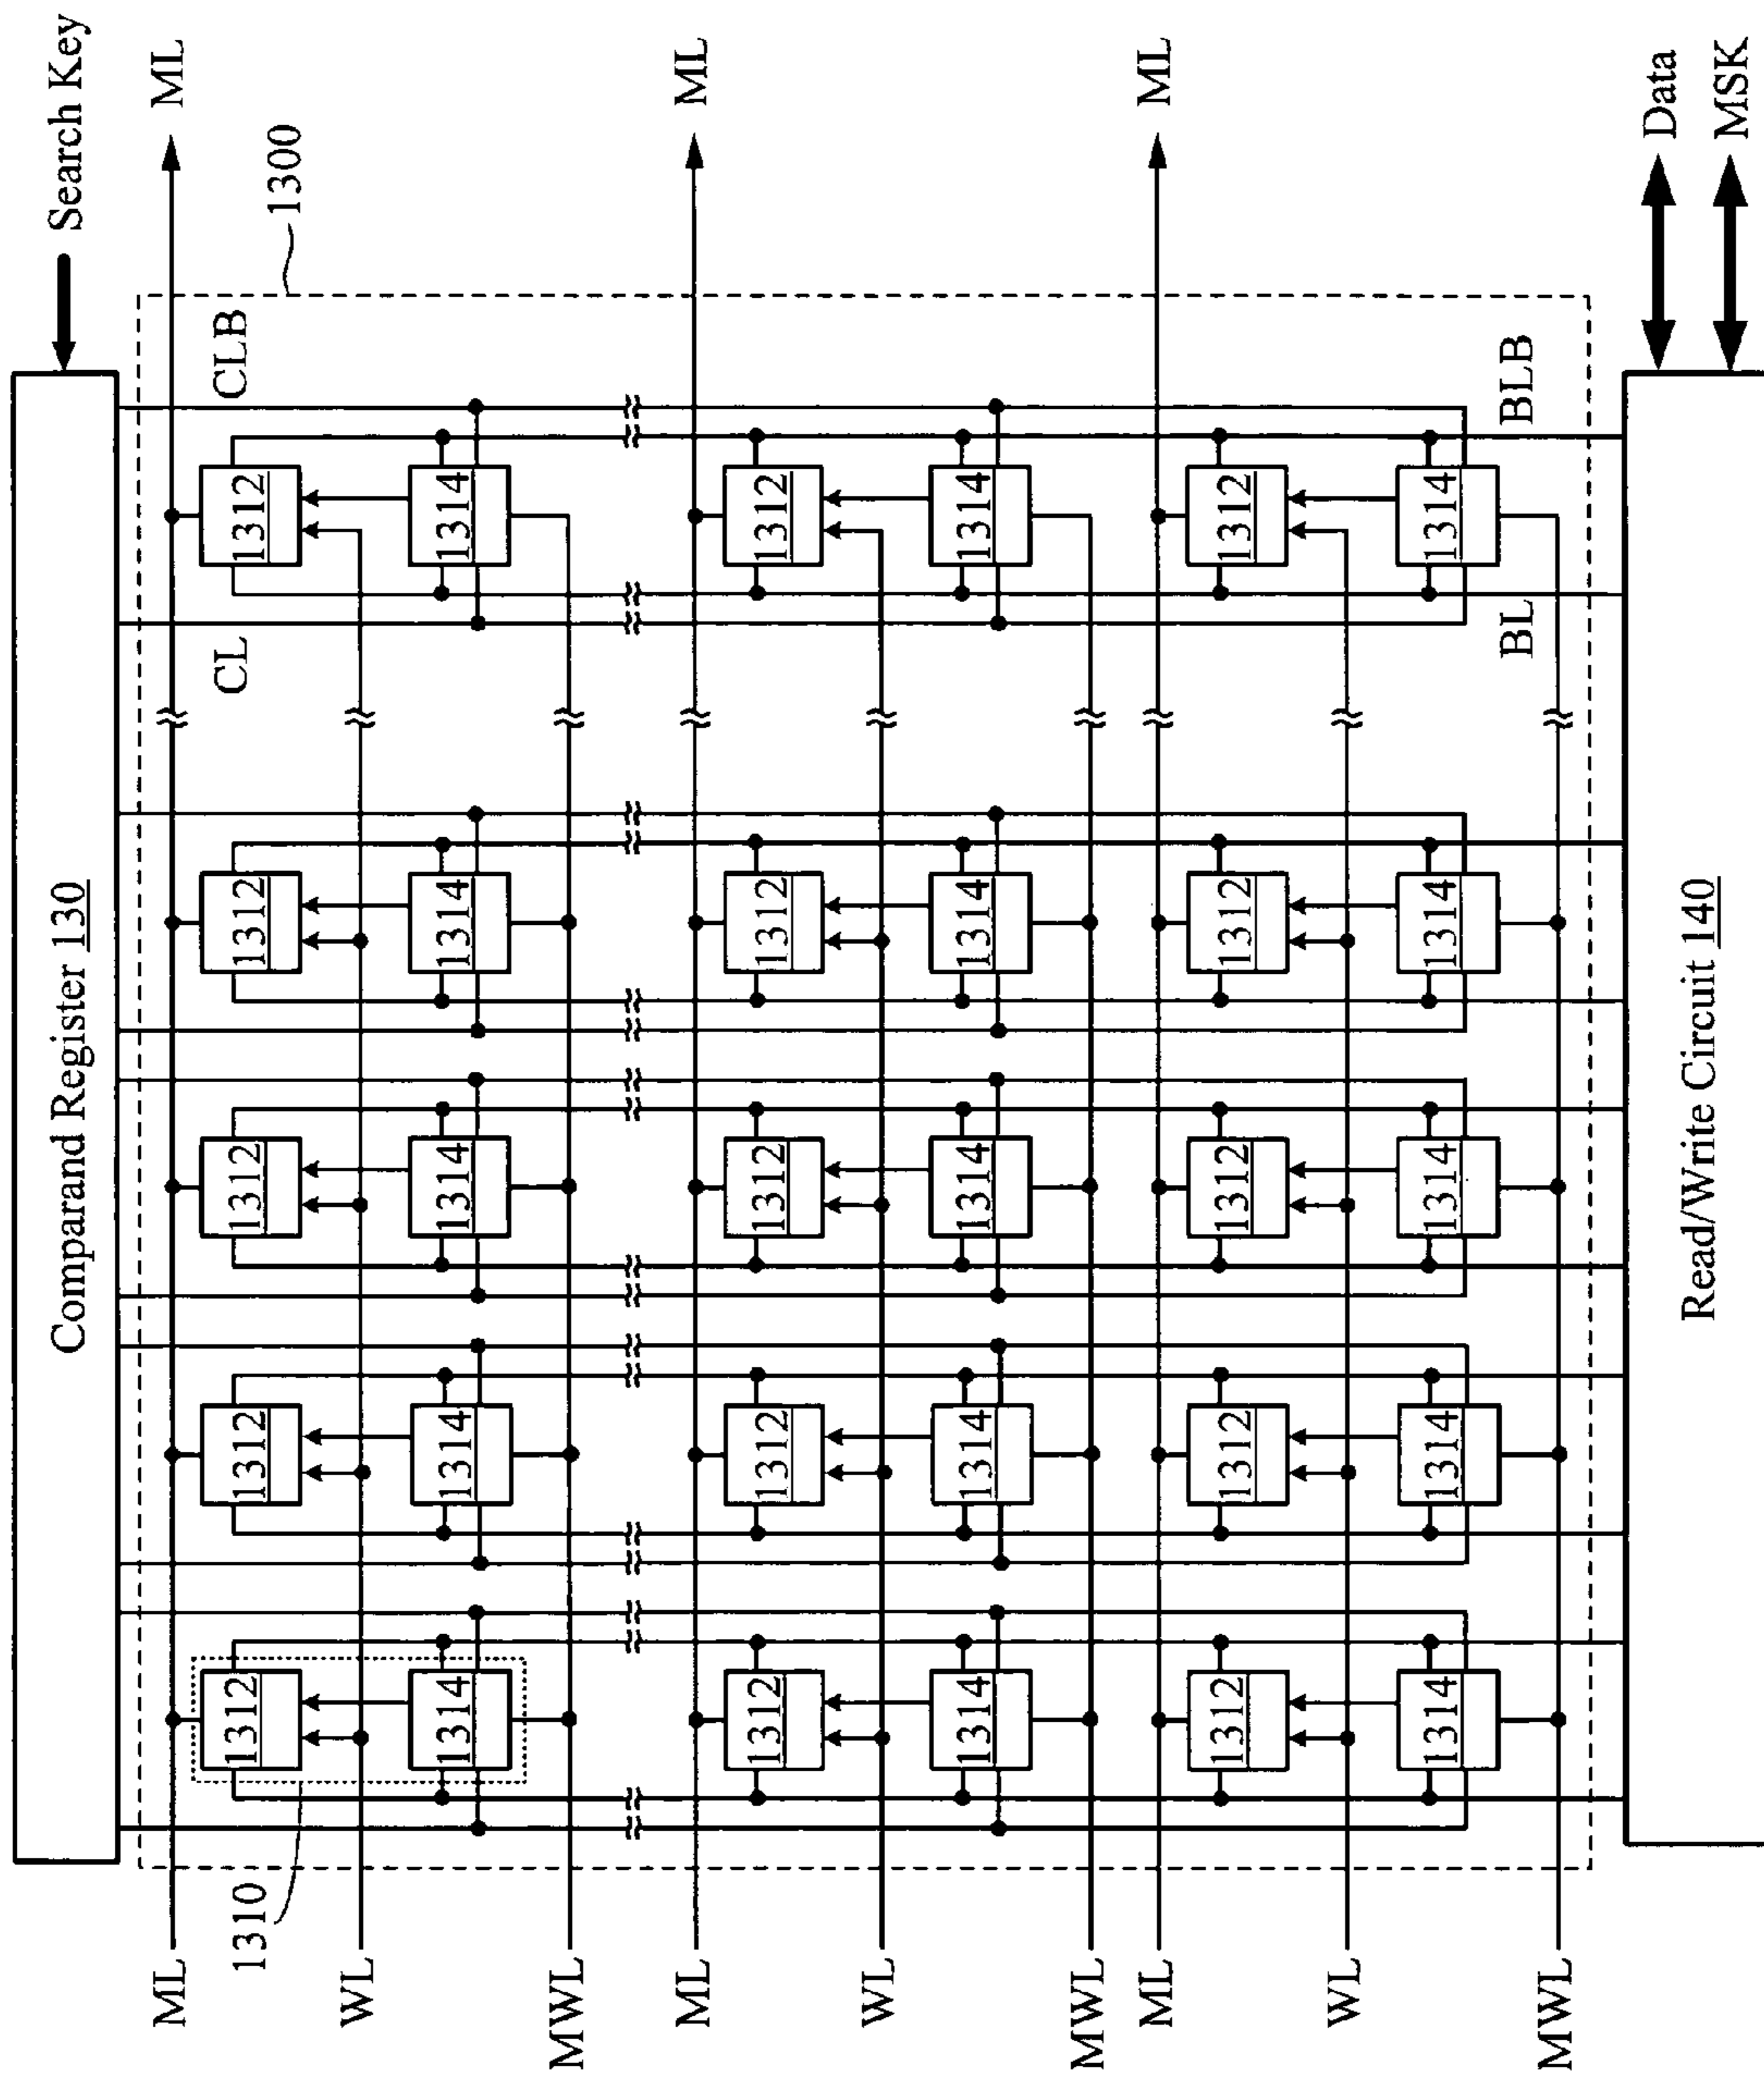 Comparand Register 130
Search Key
ML
ML
1310
1312 1312 1312 1312 1312
CL
CLB
1300
WL
1314 1314 1314 1314 1314
MWL
ML
ML
1312 1312 1312 1312 1312
WL
1314 1314 1314 1314 1314
MWL
ML
ML
1312 1312 1312 1312 1312
WL
1314 1314 1314 1314 1314
BL
BLB
MWL
Read/Write Circuit 140
Data
MSK